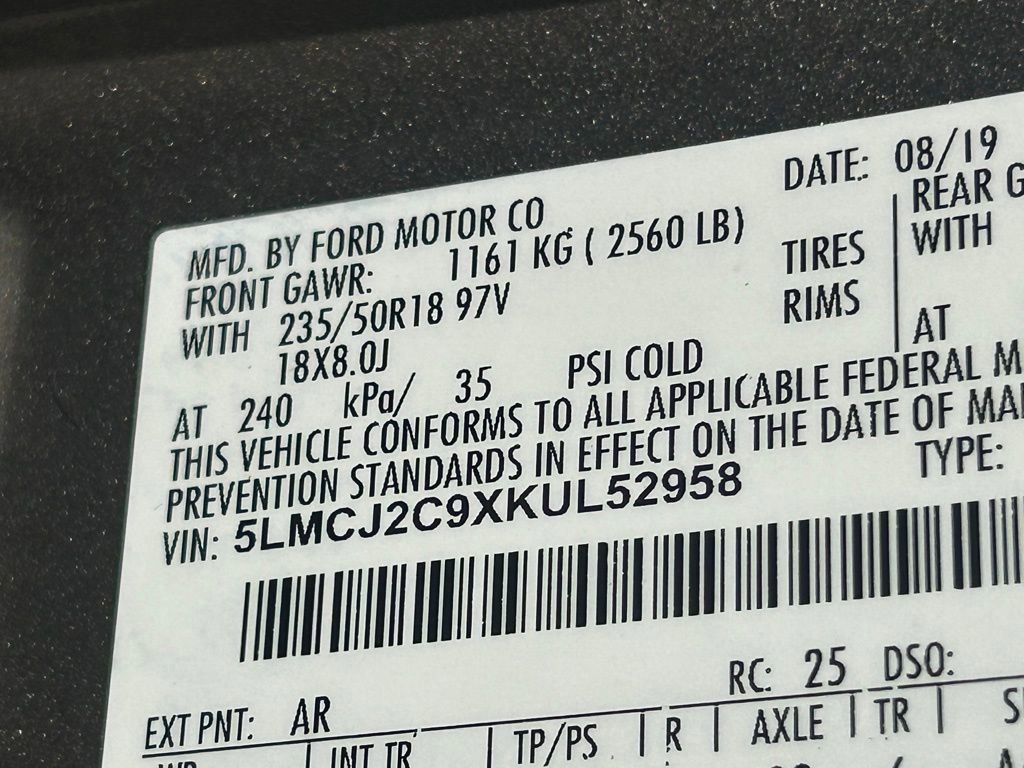 DATE: 08/19
MFD. BY FORD MOTOR CO
FRONT GAWR: 1161 KG ( 2560 LB) REAR
WITH 235/50R18 97V TIRES WITH
18X8.0J RIMS
AT 240 kPa/ 35 PSI COLD AT
THIS VEHICLE CONFORMS TO ALL APPLICABLE FEDERAL
PREVENTION STANDARDS IN EFFECT ON THE DATE OF
VIN: 5LMCJ2C9XKUL52958 TYPE:
RC: 25 DSO:
EXT PNT: AR
INT TR TP/PS R AXLE TR